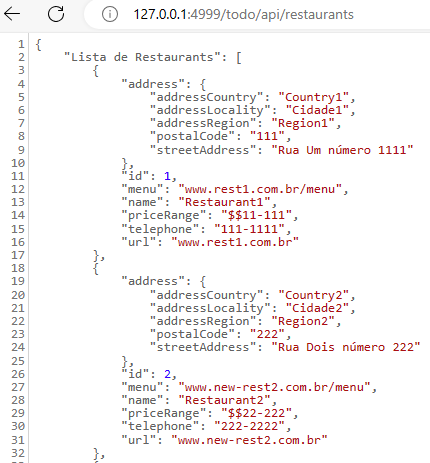 127.0.0.1:4999/todo/api/restaurants
1 {
2 "Lista de Restaurants": [
3 {
4 "address": {
5 "addressCountry": "Country1",
6 "addressLocality": "Cidade1",
7 "addressRegion": "Region1",
8 "postalCode": "111",
9 "streetAddress": "Rua Um número 1111"
10 },
11 "id": 1,
12 "menu": "www.rest1.com.br/menu",
13 "name": "Restaurant1",
14 "priceRange": "$$11-111",
15 "telephone": "111-1111",
16 "url": "www.rest1.com.br"
17 },
18 {
19 "address": {
20 "addressCountry": "Country2",
21 "addressLocality": "Cidade2",
22 "addressRegion": "Region2",
23 "postalCode": "222",
24 "streetAddress": "Rua Dois número 222"
25 },
26 "id": 2,
27 "menu": "www.new-rest2.com.br/menu",
28 "name": "Restaurant2",
29 "priceRange": "$$22-222",
30 "telephone": "222-2222",
31 "url": "www.new-rest2.com.br"
32 },